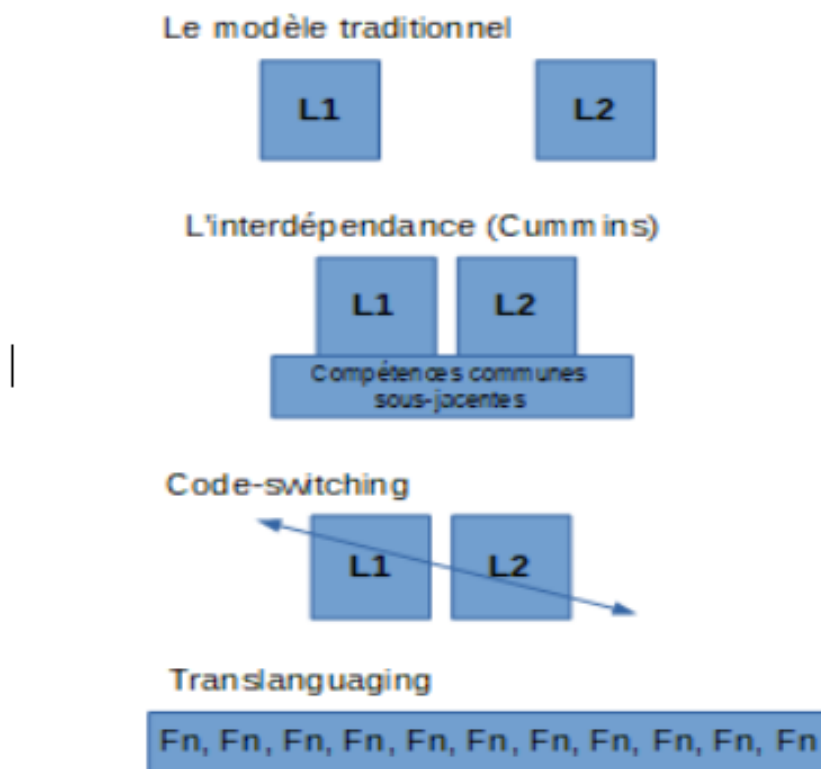 Le modèle traditionnel
L1 L2
L'interdépendance (Cummins)
L1 L2
Compétences communes
sous-jacentes
Code-switching
L1 L2
Translanguaging
Fn, Fn, Fn, Fn, Fn, Fn, Fn, Fn, Fn, Fn, Fn